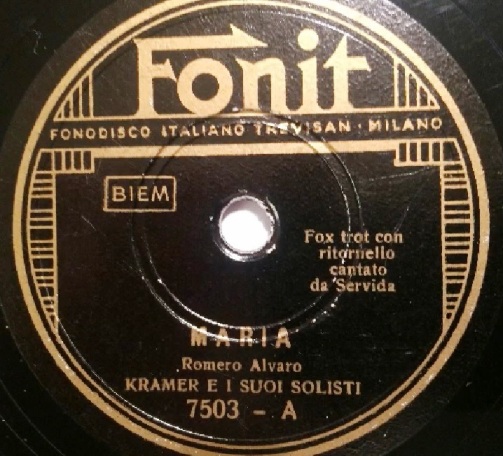 Fonit
FONODISCO ITALIANO TREVISAN · MILANO
BIEM
Fox trot con
ritornello
cantato
da Servida
MARIA
Romero Alvaro
KRAMER E I SUOI SOLISTI
7503 - A